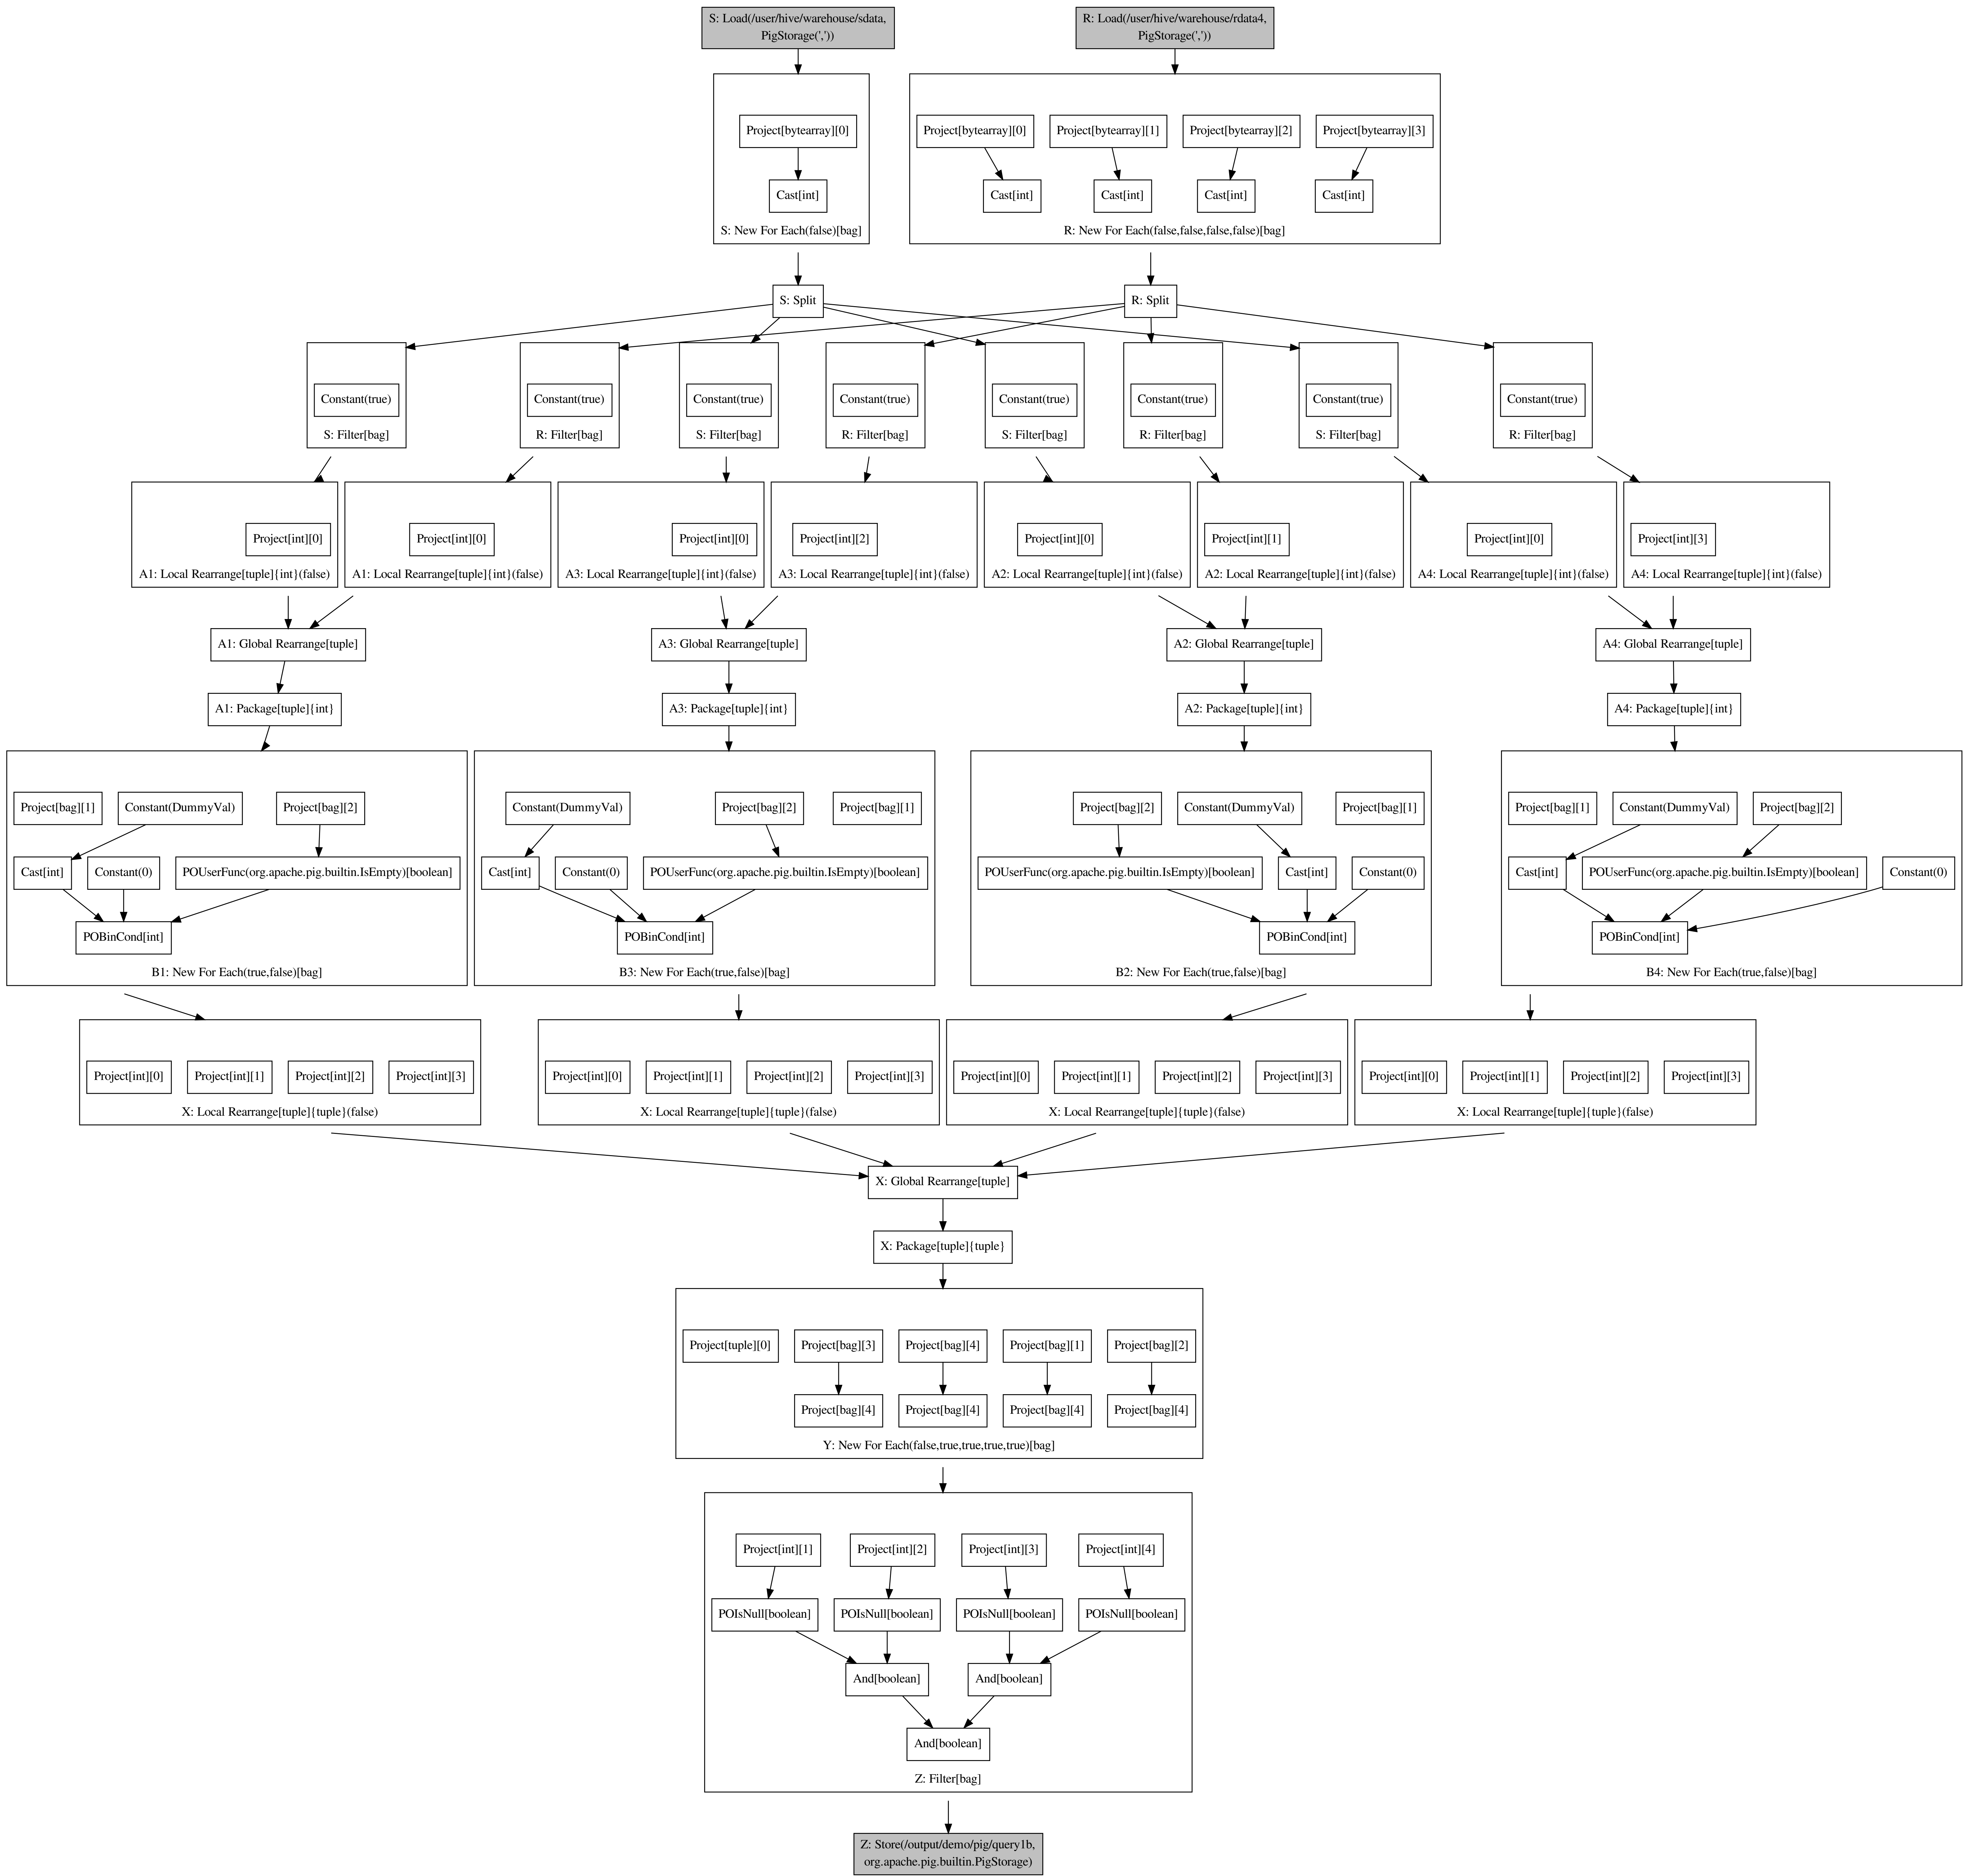 S: Load(/user/hive/warehouse/sdata,
PigStorage(','))
R: Load(/user/hive/warehouse/rdata4,
PigStorage(','))
Project[bytearray][0]
Cast[int]
S: New For Each(false)[bag]
Project[bytearray][0]
Project[bytearray][1]
Project[bytearray][2]
Project[bytearray][3]
Cast[int]
Cast[int]
Cast[int]
Cast[int]
R: New For Each(false,false,false,false)[bag]
S: Split
R: Split
Constant(true)
S: Filter[bag]
Constant(true)
R: Filter[bag]
Constant(true)
S: Filter[bag]
Constant(true)
R: Filter[bag]
Constant(true)
S: Filter[bag]
Constant(true)
R: Filter[bag]
Constant(true)
S: Filter[bag]
Constant(true)
R: Filter[bag]
Project[int][0]
A1: Local Rearrange[tuple]{int}(false)
Project[int][0]
A1: Local Rearrange[tuple]{int}(false)
Project[int][0]
A3: Local Rearrange[tuple]{int}(false)
Project[int][2]
A3: Local Rearrange[tuple]{int}(false)
Project[int][0]
A2: Local Rearrange[tuple]{int}(false)
Project[int][1]
A2: Local Rearrange[tuple]{int}(false)
Project[int][0]
A4: Local Rearrange[tuple]{int}(false)
Project[int][3]
A4: Local Rearrange[tuple]{int}(false)
A1: Global Rearrange[tuple]
A3: Global Rearrange[tuple]
A2: Global Rearrange[tuple]
A4: Global Rearrange[tuple]
A1: Package[tuple]{int}
A3: Package[tuple]{int}
A2: Package[tuple]{int}
A4: Package[tuple]{int}
Project[bag][1]
Constant(DummyVal)
Project[bag][2]
Cast[int]
Constant(0)
POUserFunc(org.apache.pig.builtin.IsEmpty)[boolean]
POBinCond[int]
B1: New For Each(true,false)[bag]
Constant(DummyVal)
Project[bag][2]
Project[bag][1]
Cast[int]
Constant(0)
POUserFunc(org.apache.pig.builtin.IsEmpty)[boolean]
POBinCond[int]
B3: New For Each(true,false)[bag]
Project[bag][2]
Constant(DummyVal)
Project[bag][1]
POUserFunc(org.apache.pig.builtin.IsEmpty)[boolean]
Cast[int]
Constant(0)
POBinCond[int]
B2: New For Each(true,false)[bag]
Project[bag][1]
Constant(DummyVal)
Project[bag][2]
Cast[int]
POUserFunc(org.apache.pig.builtin.IsEmpty)[boolean]
Constant(0)
POBinCond[int]
B4: New For Each(true,false)[bag]
Project[int][0]
Project[int][1]
Project[int][2]
Project[int][3]
X: Local Rearrange[tuple]{tuple}(false)
Project[int][0]
Project[int][1]
Project[int][2]
Project[int][3]
X: Local Rearrange[tuple]{tuple}(false)
Project[int][0]
Project[int][1]
Project[int][2]
Project[int][3]
X: Local Rearrange[tuple]{tuple}(false)
Project[int][0]
Project[int][1]
Project[int][2]
Project[int][3]
X: Local Rearrange[tuple]{tuple}(false)
X: Global Rearrange[tuple]
X: Package[tuple]{tuple}
Project[tuple][0]
Project[bag][3]
Project[bag][4]
Project[bag][1]
Project[bag][2]
Project[bag][4]
Project[bag][4]
Project[bag][4]
Project[bag][4]
Y: New For Each(false,true,true,true,true)[bag]
Project[int][1]
Project[int][2]
Project[int][3]
Project[int][4]
POIsNull[boolean]
POIsNull[boolean]
POIsNull[boolean]
POIsNull[boolean]
And[boolean]
And[boolean]
And[boolean]
Z: Filter[bag]
Z: Store(/output/demo/pig/query1b,
org.apache.pig.builtin.PigStorage)